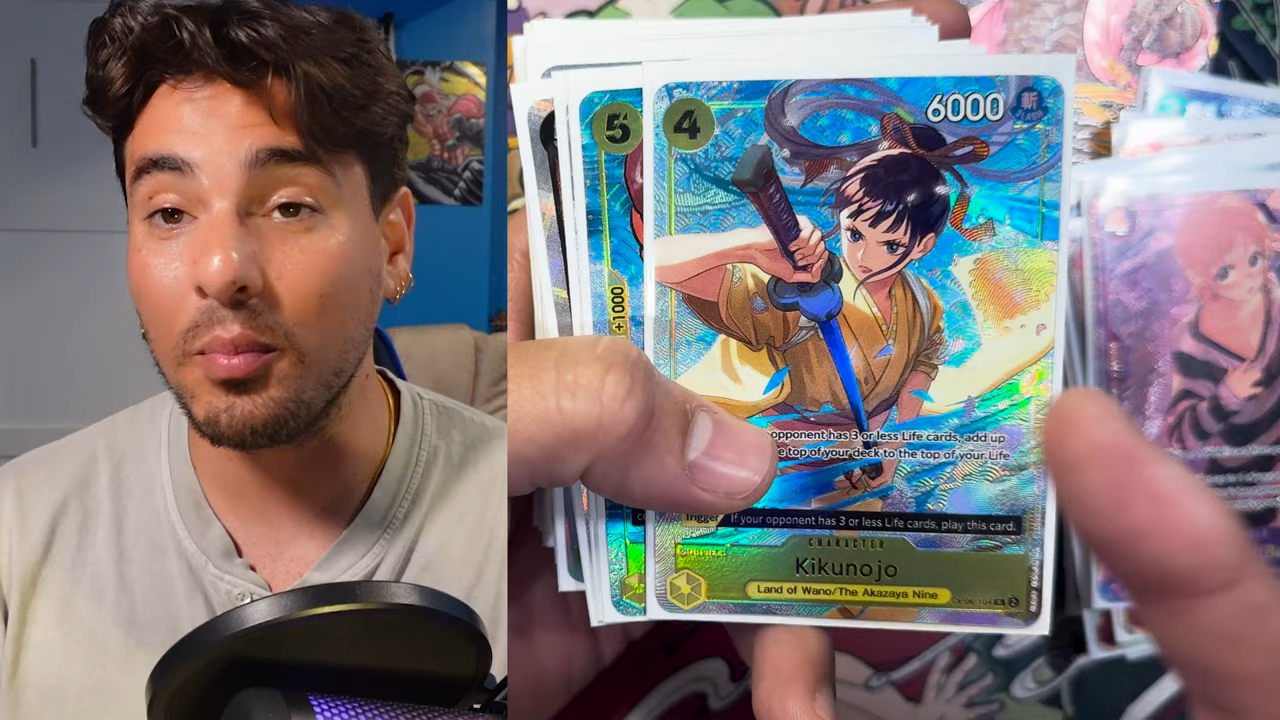 5
4
6000
斬
SLASH
+1000
opponent has 3 or less Life cards, add up
top of your deck to the top of your Life
Trigger
If your opponent has 3 or less Life cards, play this card.
CHARACTER
Kikunojo
Land of Wano/The Akazaya Nine